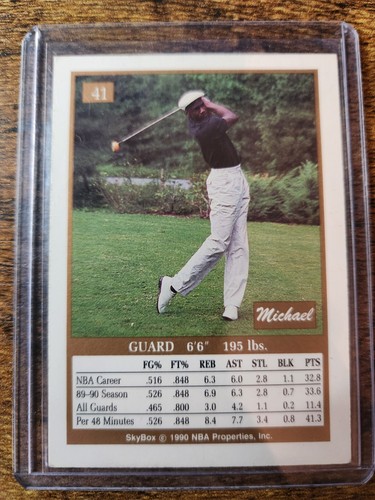 41
Michael
GUARD 6'6" 195 lbs.
FG% FT% REB AST STL BLK PTS
NBA Career .516 .848 6.3 6.0 2.8 1.1 32.8
89-90 Season .526 .848 6.9 6.3 2.8 0.7 33.6
All Guards .465 .800 3.0 4.2 1.1 0.2 11.4
Per 48 Minutes .526 .848 8.4 7.7 3.4 0.8 41.3
SkyBox © 1990 NBA Properties, Inc.